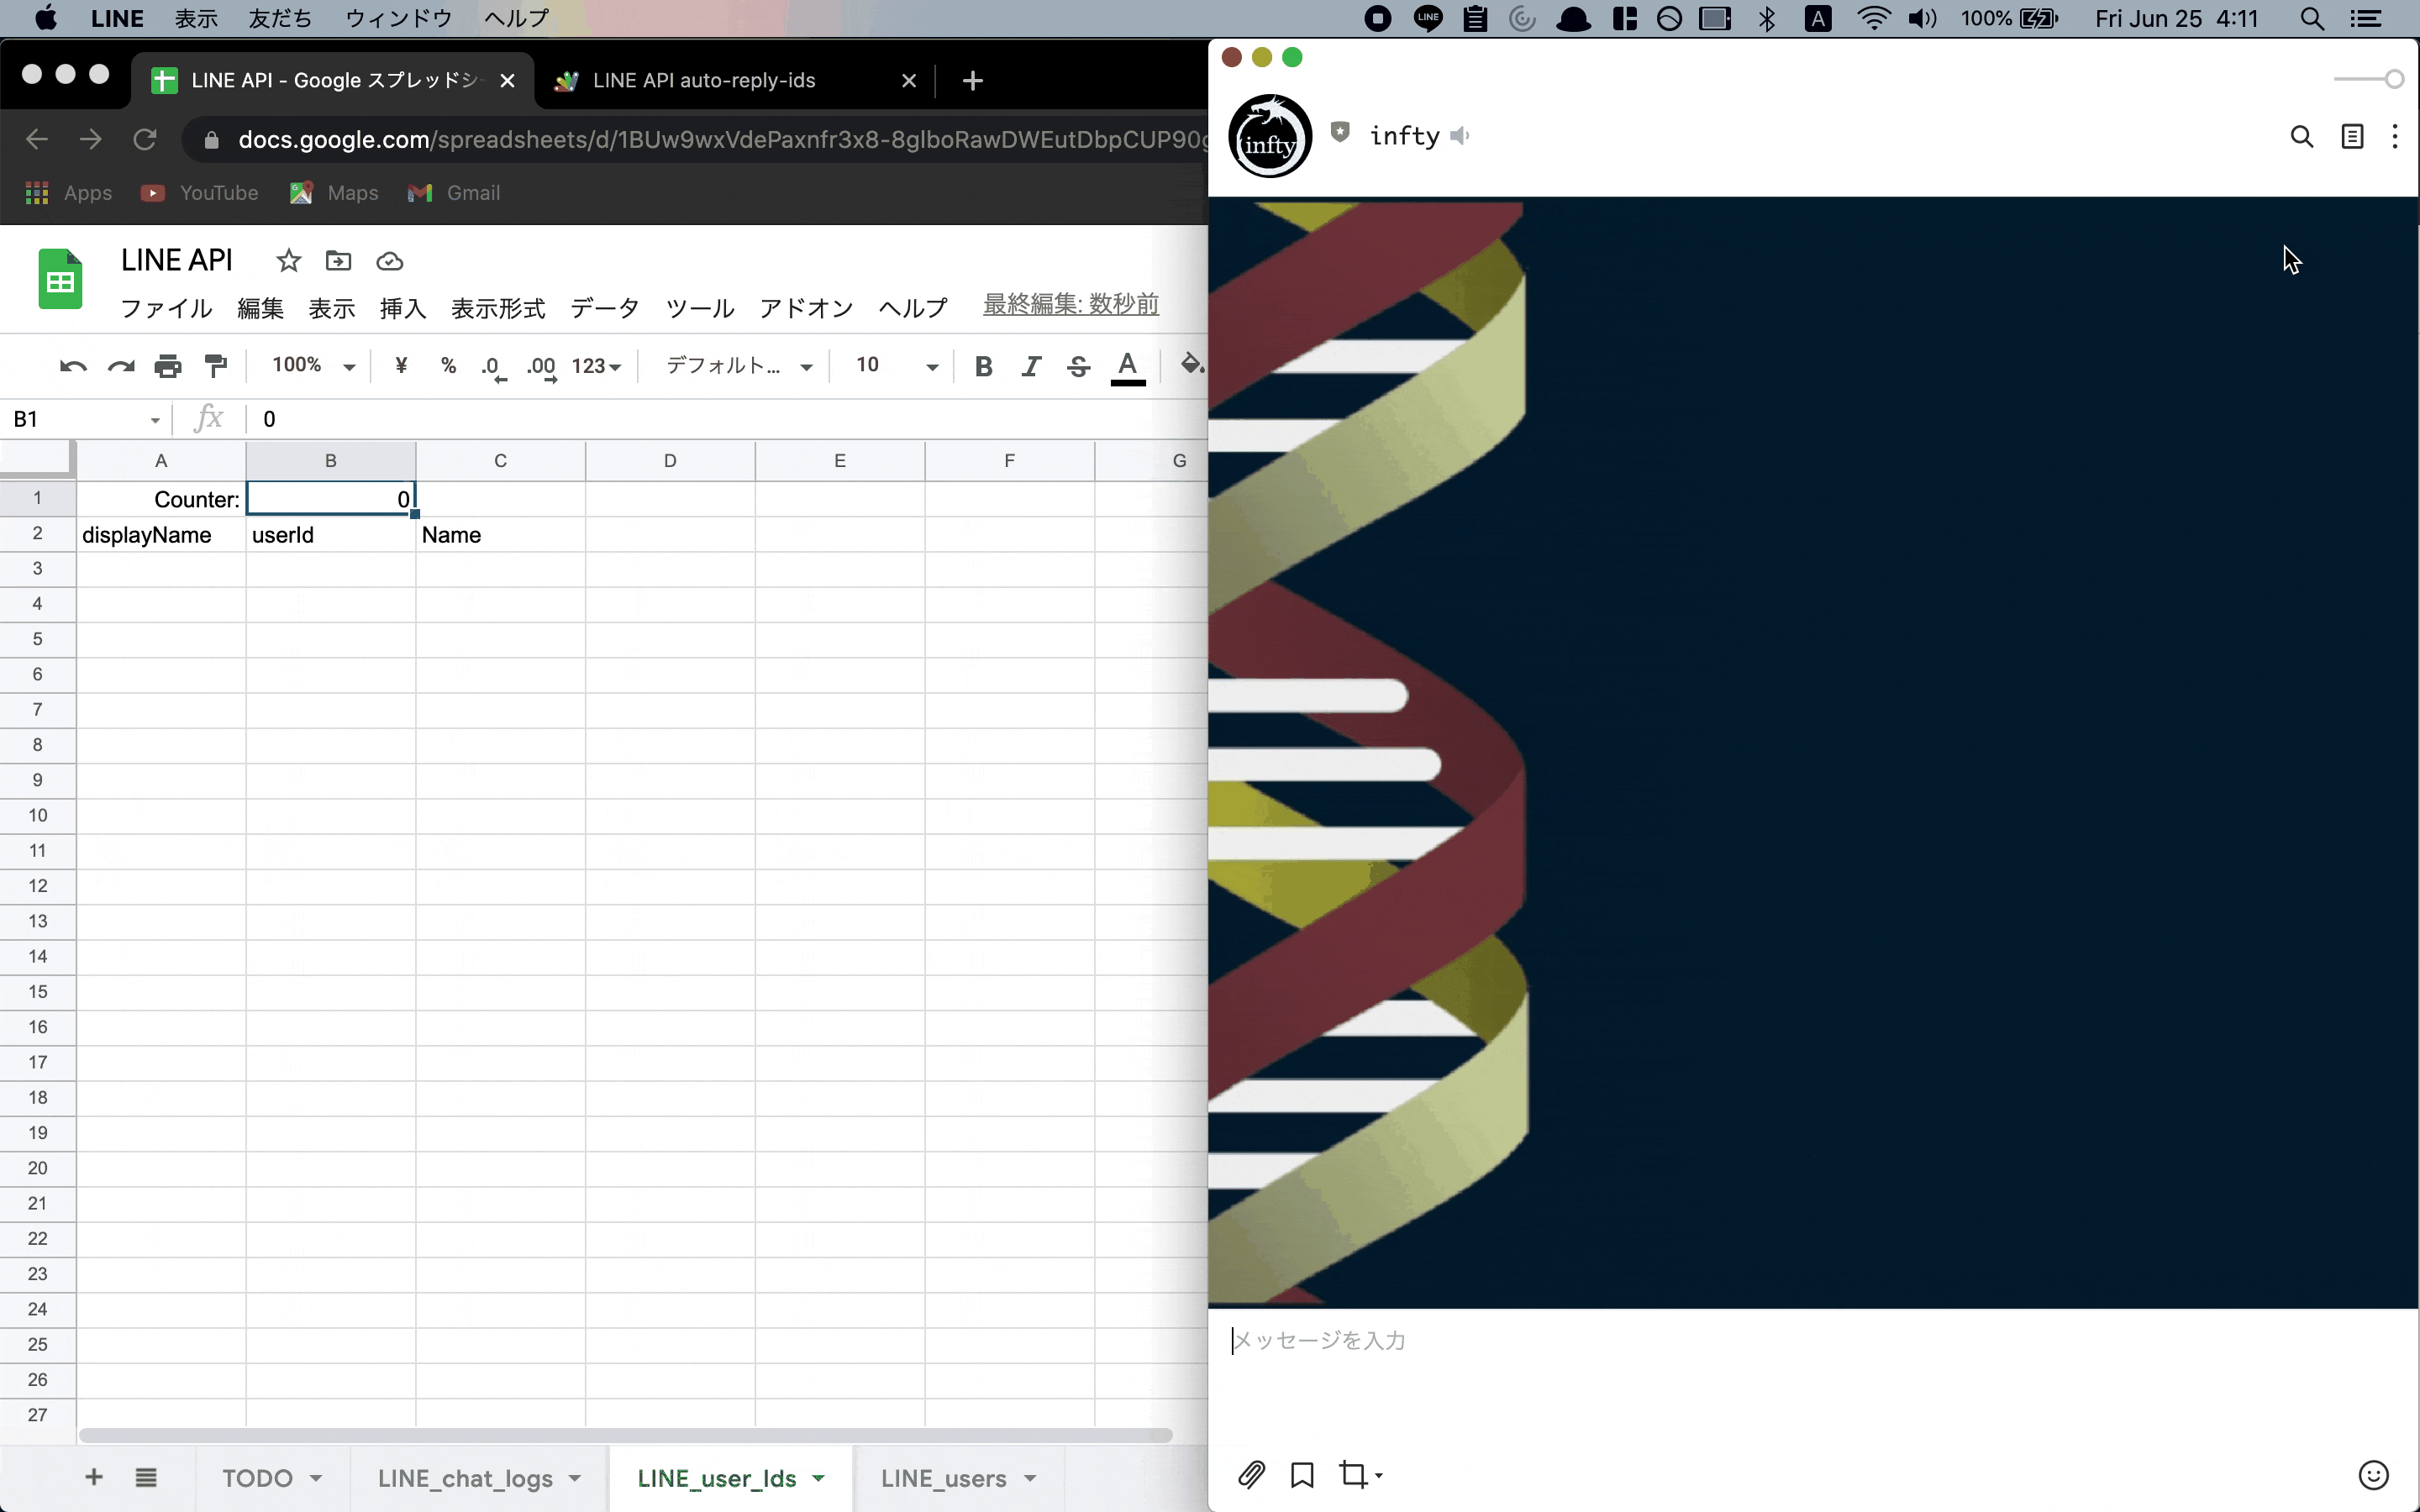 LINE 表示 友だち ウィンドウ ヘルプ LINE A 100% Fri Jun 25 4:11
LINE API - Google スプレッドシ
LINE API auto-reply-ids
Apps YouTube Maps Gmail
LINE API
ファイル 編集 表示 挿入 表示形式 データ ツール アドオン ヘルプ 最終編集: 数秒前
100% ¥ % .0 .00 123 デフォルト... 10 B I S A
B1 fx 0
A B C D E F G
1 Counter: 0
2 displayName userId Name
3
4
5
6
7
8
9
10
11
12
13
14
15
16
17
18
19
20
21
22
23
24
25
26
27
TODO LINE_chat_logs LINE_user_Ids LINE_users
infty infty
メッセージを入力